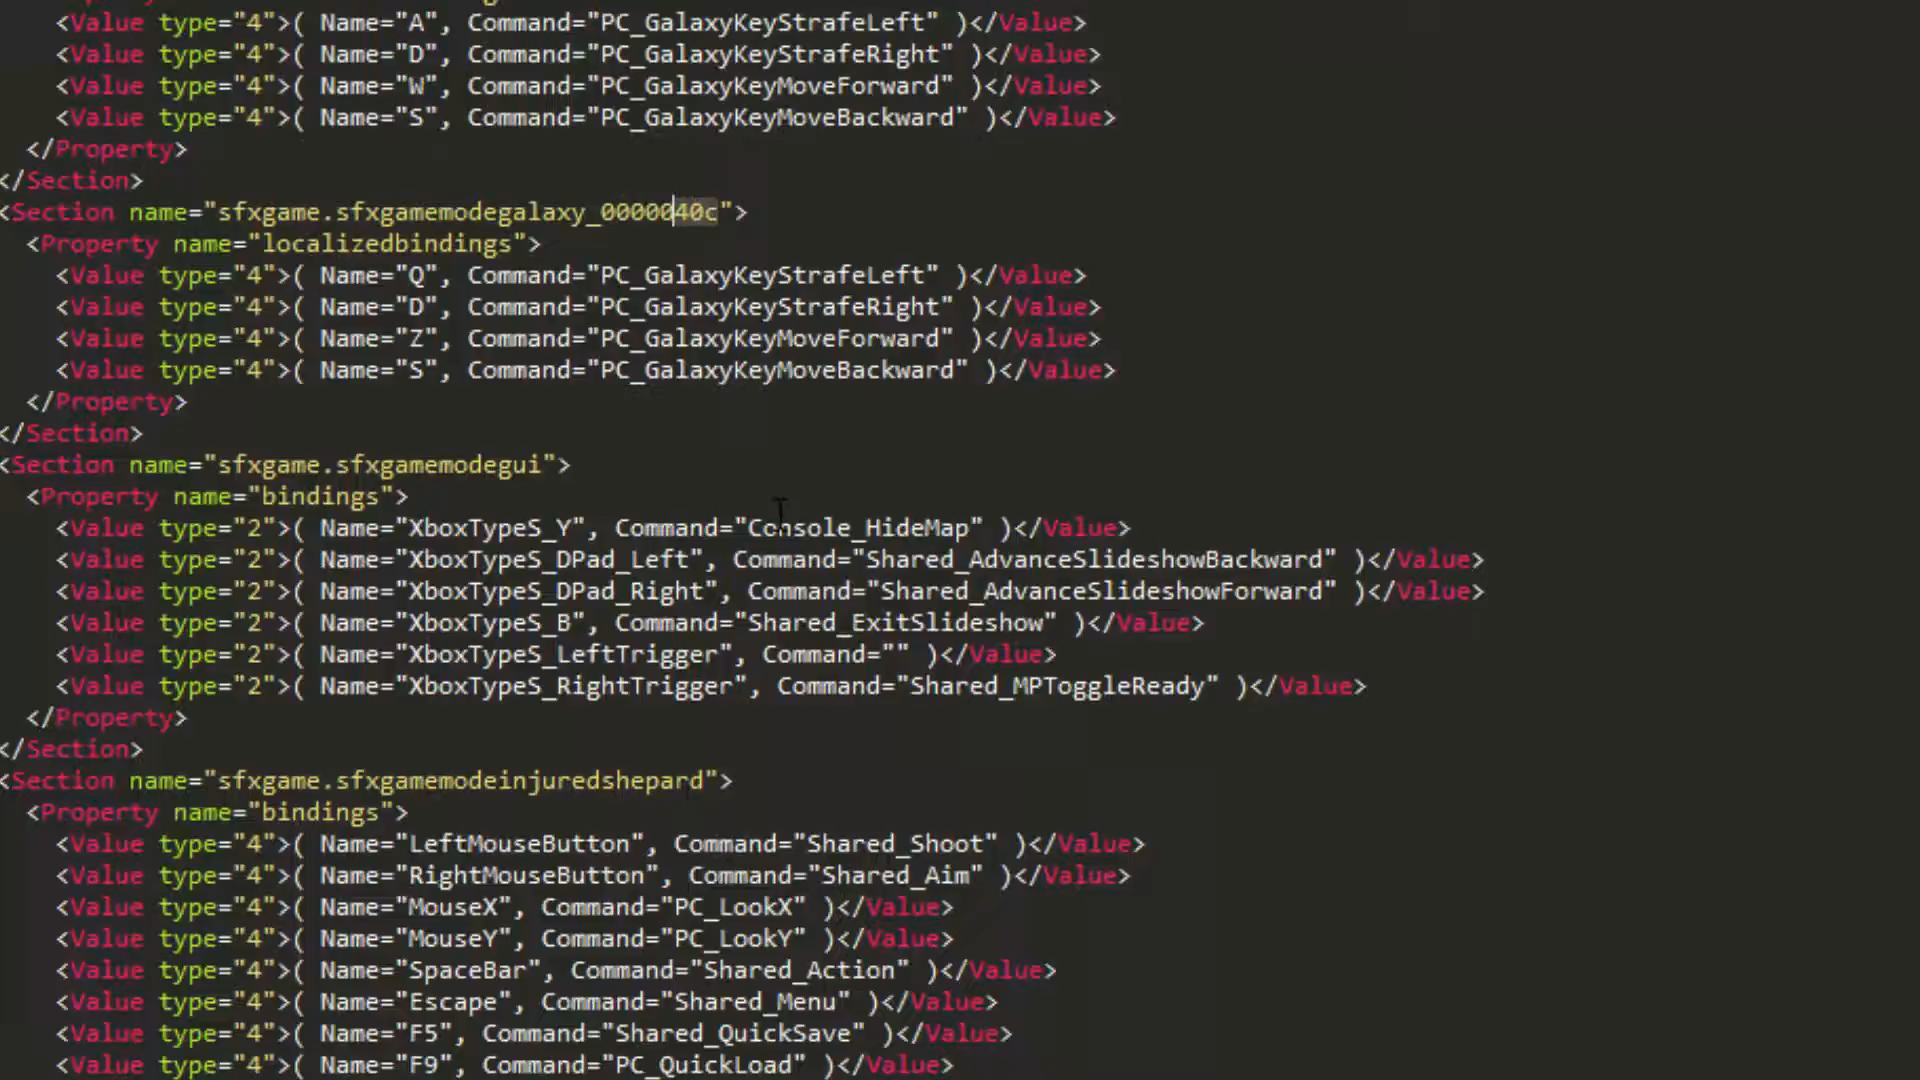 <Value type="4">( Name="A", Command="PC_GalaxyKeyStrafeLeft" )</Value>
<Value type="4">( Name="D", Command="PC_GalaxyKeyStrafeRight" )</Value>
<Value type="4">( Name="W", Command="PC_GalaxyKeyMoveForward" )</Value>
<Value type="4">( Name="S", Command="PC_GalaxyKeyMoveBackward" )</Value>
</Property>
</Section>
<Section name="sfxgame.sfxgamemodegalaxy_0000040c">
<Property name="localizedbindings">
<Value type="4">( Name="Q", Command="PC_GalaxyKeyStrafeLeft" )</Value>
<Value type="4">( Name="D", Command="PC_GalaxyKeyStrafeRight" )</Value>
<Value type="4">( Name="Z", Command="PC_GalaxyKeyMoveForward" )</Value>
<Value type="4">( Name="S", Command="PC_GalaxyKeyMoveBackward" )</Value>
</Property>
</Section>
<Section name="sfxgame.sfxgamemodegui">
<Property name="bindings">
<Value type="2">( Name="XboxTypeS_Y", Command="Console_HideMap" )</Value>
<Value type="2">( Name="XboxTypeS_DPad_Left", Command="Shared_AdvanceSlideshowBackward" )</Value>
<Value type="2">( Name="XboxTypeS_DPad_Right", Command="Shared_AdvanceSlideshowForward" )</Value>
<Value type="2">( Name="XboxTypeS_B", Command="Shared_ExitSlideshow" )</Value>
<Value type="2">( Name="XboxTypeS_LeftTrigger", Command="" )</Value>
<Value type="2">( Name="XboxTypeS_RightTrigger", Command="Shared_MPToggleReady" )</Value>
</Property>
</Section>
<Section name="sfxgame.sfxgamemodeinjuredshepard">
<Property name="bindings">
<Value type="4">( Name="LeftMouseButton", Command="Shared_Shoot" )</Value>
<Value type="4">( Name="RightMouseButton", Command="Shared_Aim" )</Value>
<Value type="4">( Name="MouseX", Command="PC_LookX" )</Value>
<Value type="4">( Name="MouseY", Command="PC_LookY" )</Value>
<Value type="4">( Name="SpaceBar", Command="Shared_Action" )</Value>
<Value type="4">( Name="Escape", Command="Shared_Menu" )</Value>
<Value type="4">( Name="F5", Command="Shared_QuickSave" )</Value>
<Value type="4">( Name="F9", Command="PC_QuickLoad" )</Value>